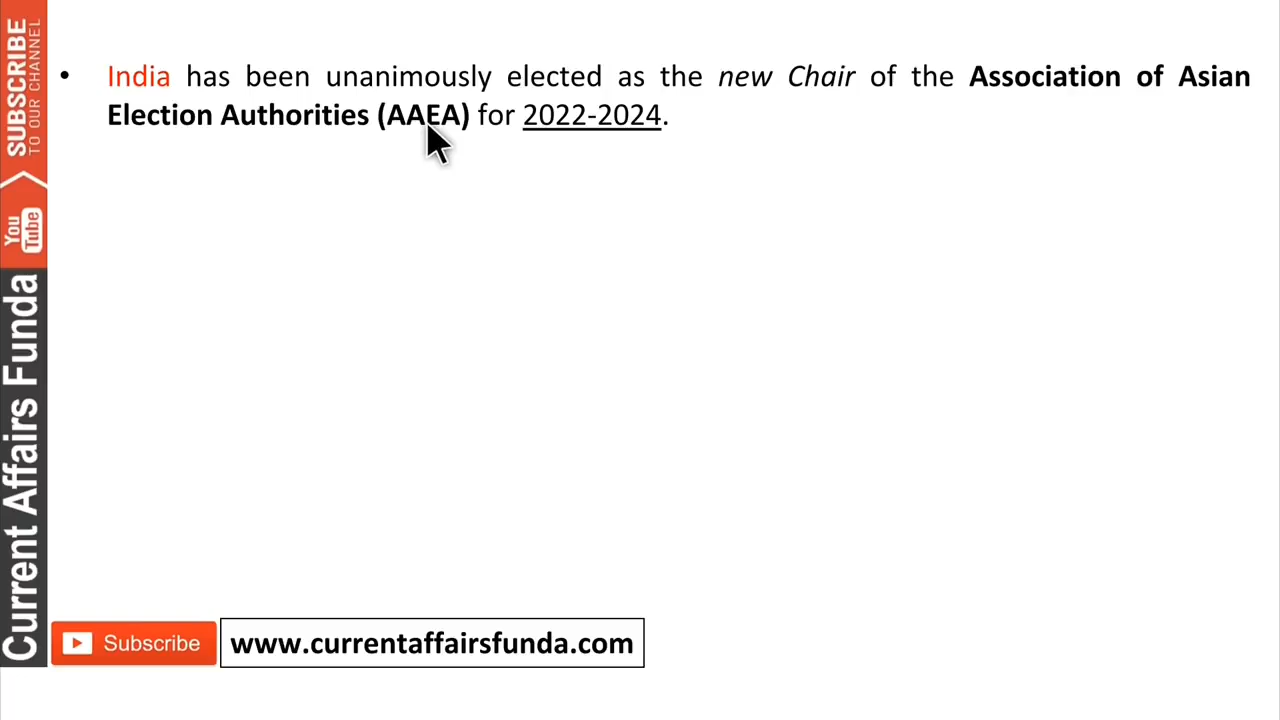 • India has been unanimously elected as the new Chair of the Association of Asian
Election Authorities (AAEA) for 2022-2024.
SUBSCRIBE
TO OUR CHANNEL
You
Tube
Current Affairs Funda
Subscribe
www.currentaffairsfunda.com